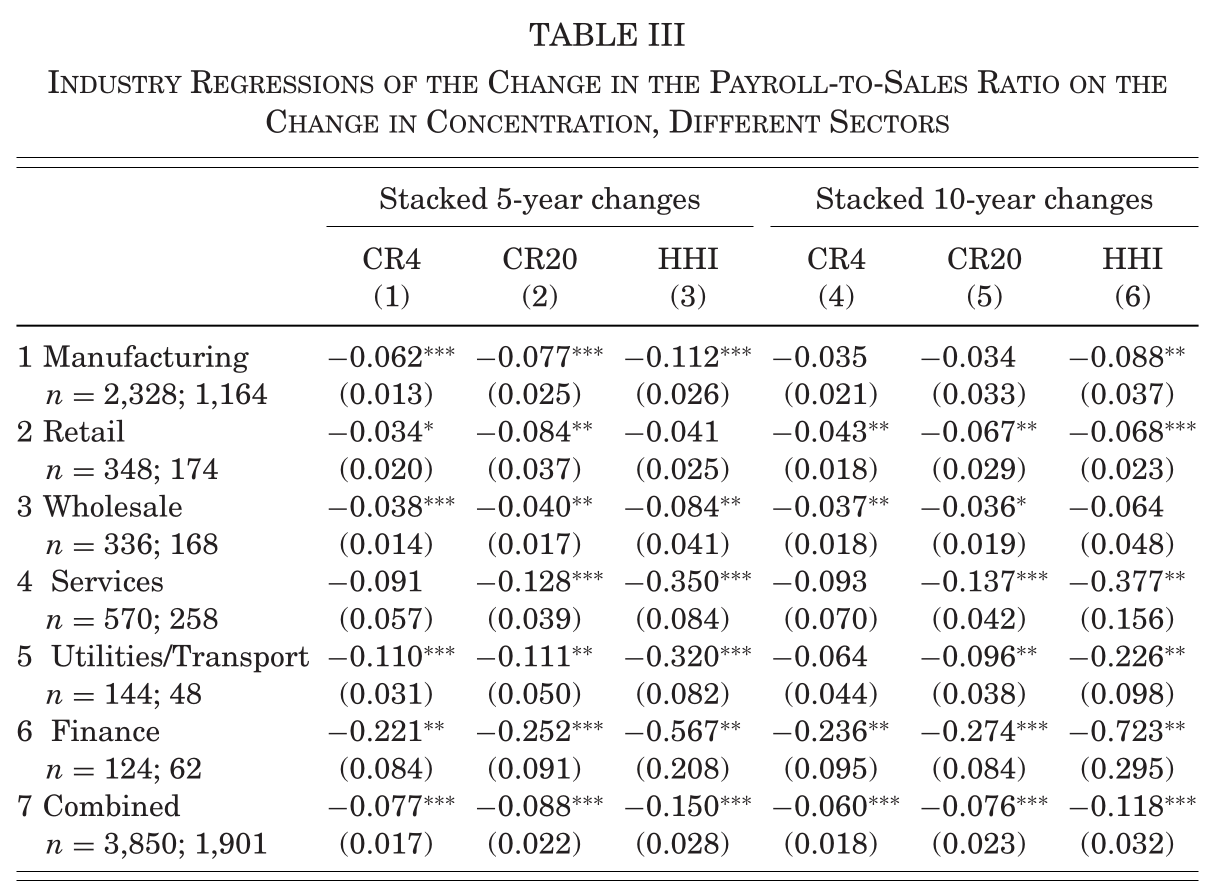 TABLE III
INDUSTRY REGRESSIONS OF THE CHANGE IN THE PAYROLL-TO-SALES RATIO ON THE
CHANGE IN CONCENTRATION, DIFFERENT SECTORS
Stacked 5-year changes Stacked 10-year changes
CR4 CR20 HHI CR4 CR20 HHI
(1) (2) (3) (4) (5) (6)
1 Manufacturing −0.062*** −0.077*** −0.112*** −0.035 −0.034 −0.088**
n = 2,328; 1,164 (0.013) (0.025) (0.026) (0.021) (0.033) (0.037)
2 Retail −0.034* −0.084** −0.041 −0.043** −0.067** −0.068***
n = 348; 174 (0.020) (0.037) (0.025) (0.018) (0.029) (0.023)
3 Wholesale −0.038*** −0.040** −0.084** −0.037** −0.036* −0.064
n = 336; 168 (0.014) (0.017) (0.041) (0.018) (0.019) (0.048)
4 Services −0.091 −0.128*** −0.350*** −0.093 −0.137*** −0.377**
n = 570; 258 (0.057) (0.039) (0.084) (0.070) (0.042) (0.156)
5 Utilities/Transport −0.110*** −0.111** −0.320*** −0.064 −0.096** −0.226**
n = 144; 48 (0.031) (0.050) (0.082) (0.044) (0.038) (0.098)
6 Finance −0.221** −0.252*** −0.567** −0.236** −0.274*** −0.723**
n = 124; 62 (0.084) (0.091) (0.208) (0.095) (0.084) (0.295)
7 Combined −0.077*** −0.088*** −0.150*** −0.060*** −0.076*** −0.118***
n = 3,850; 1,901 (0.017) (0.022) (0.028) (0.018) (0.023) (0.032)